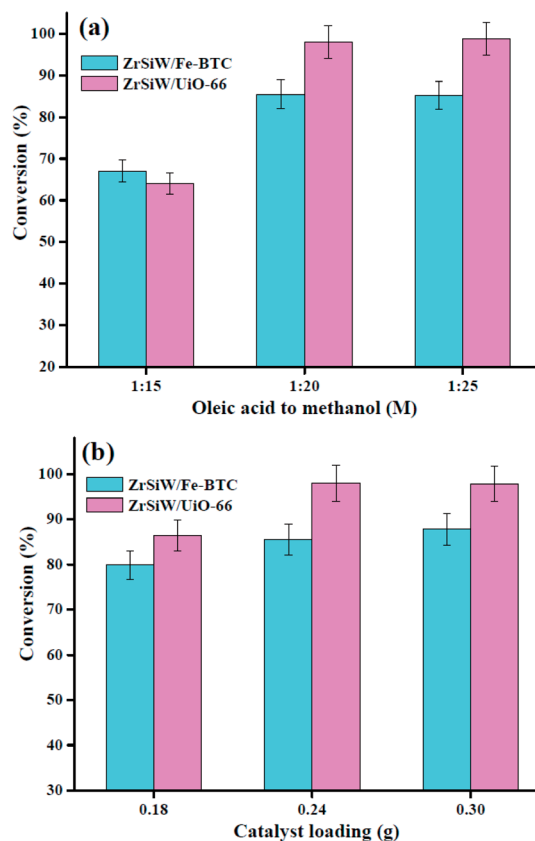 (a)
ZrSiW/Fe-BTC
ZrSiW/UiO-66
Conversion (%)
100
90
80
70
60
50
40
30
20
1:15 1:20 1:25
Oleic acid to methanol (M)
(b)
ZrSiW/Fe-BTC
ZrSiW/UiO-66
Conversion (%)
100
90
80
70
60
50
40
30
0.18 0.24 0.30
Catalyst loading (g)